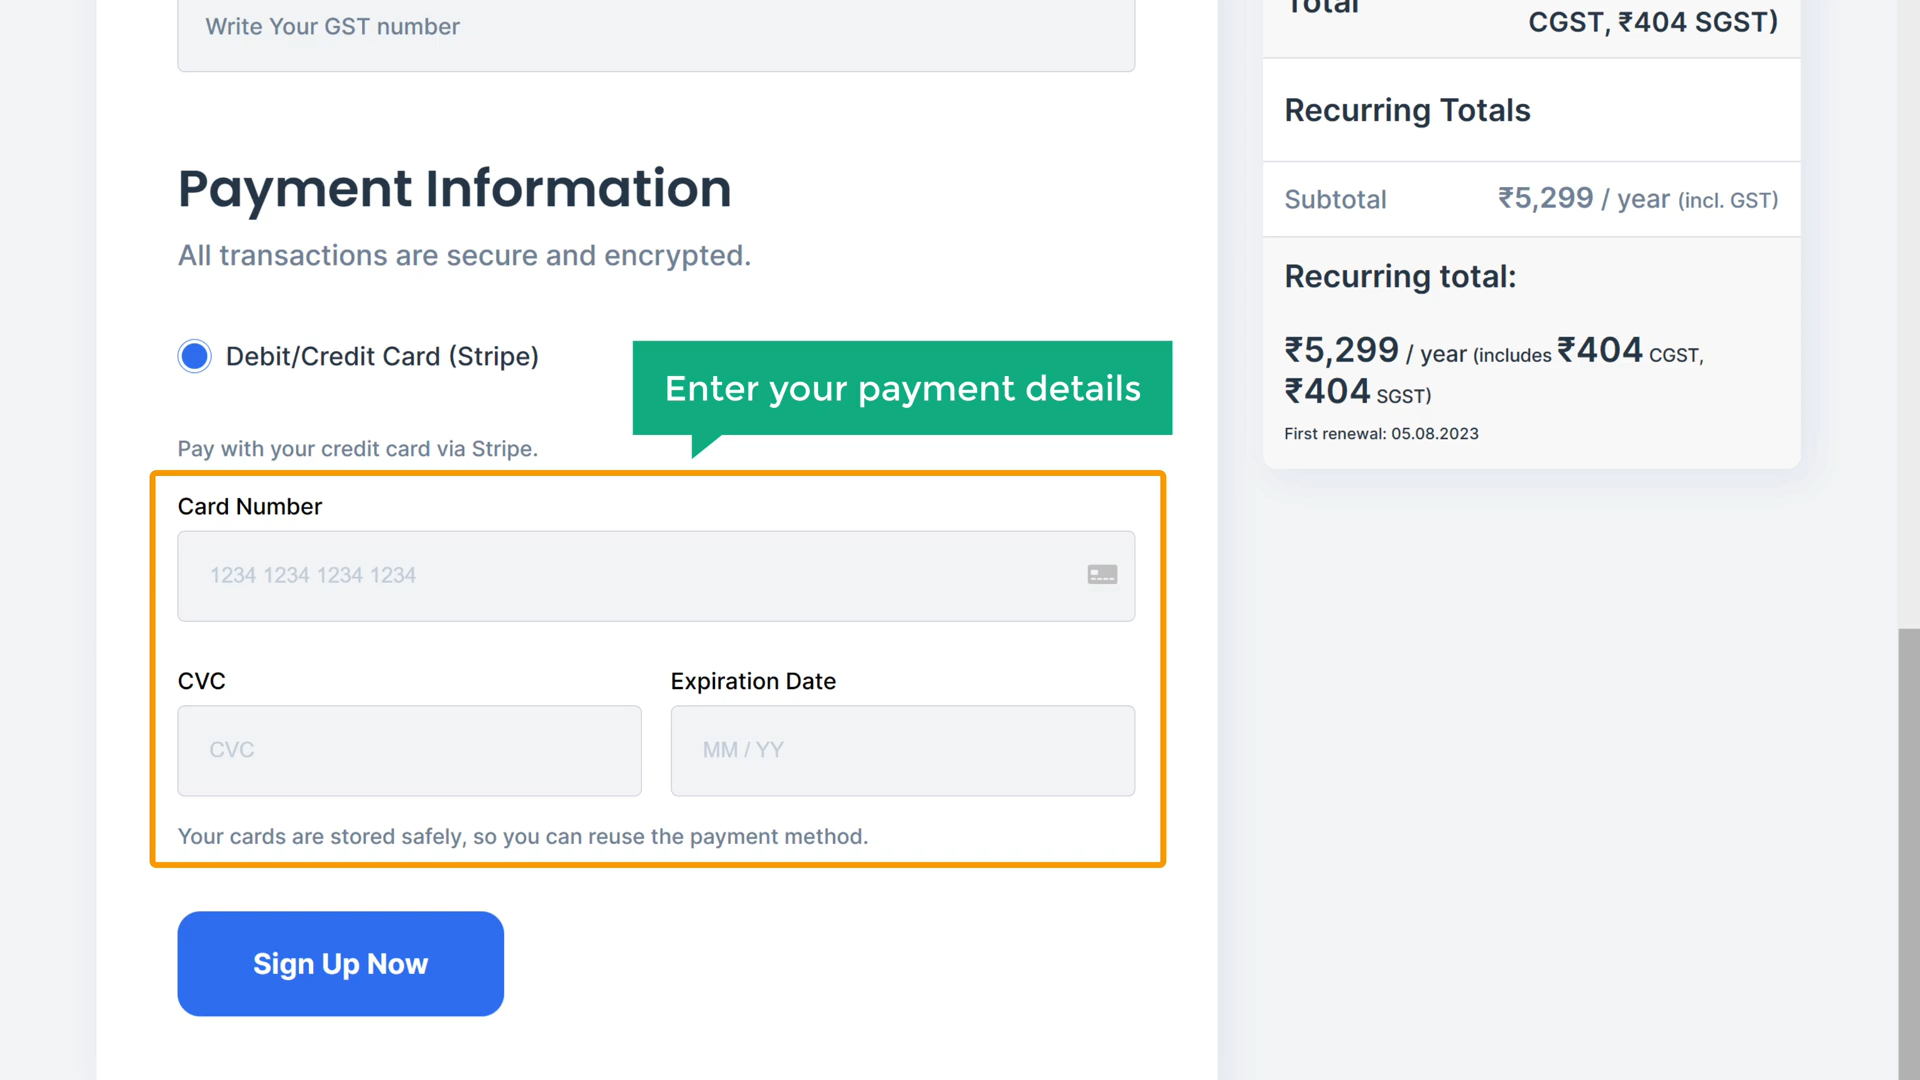 Write Your GST number
Payment Information
All transactions are secure and encrypted.
Debit/Credit Card (Stripe)
Enter your payment details
Pay with your credit card via Stripe.
Card Number
1234 1234 1234 1234
CVC
Expiration Date
CVC
MM / YY
Your cards are stored safely, so you can reuse the payment method.
Sign Up Now
Total
CGST, ₹404 SGST)
Recurring Totals
Subtotal
₹5,299 / year (incl. GST)
Recurring total:
₹5,299 / year (includes ₹404 CGST,
₹404 SGST)
First renewal: 05.08.2023